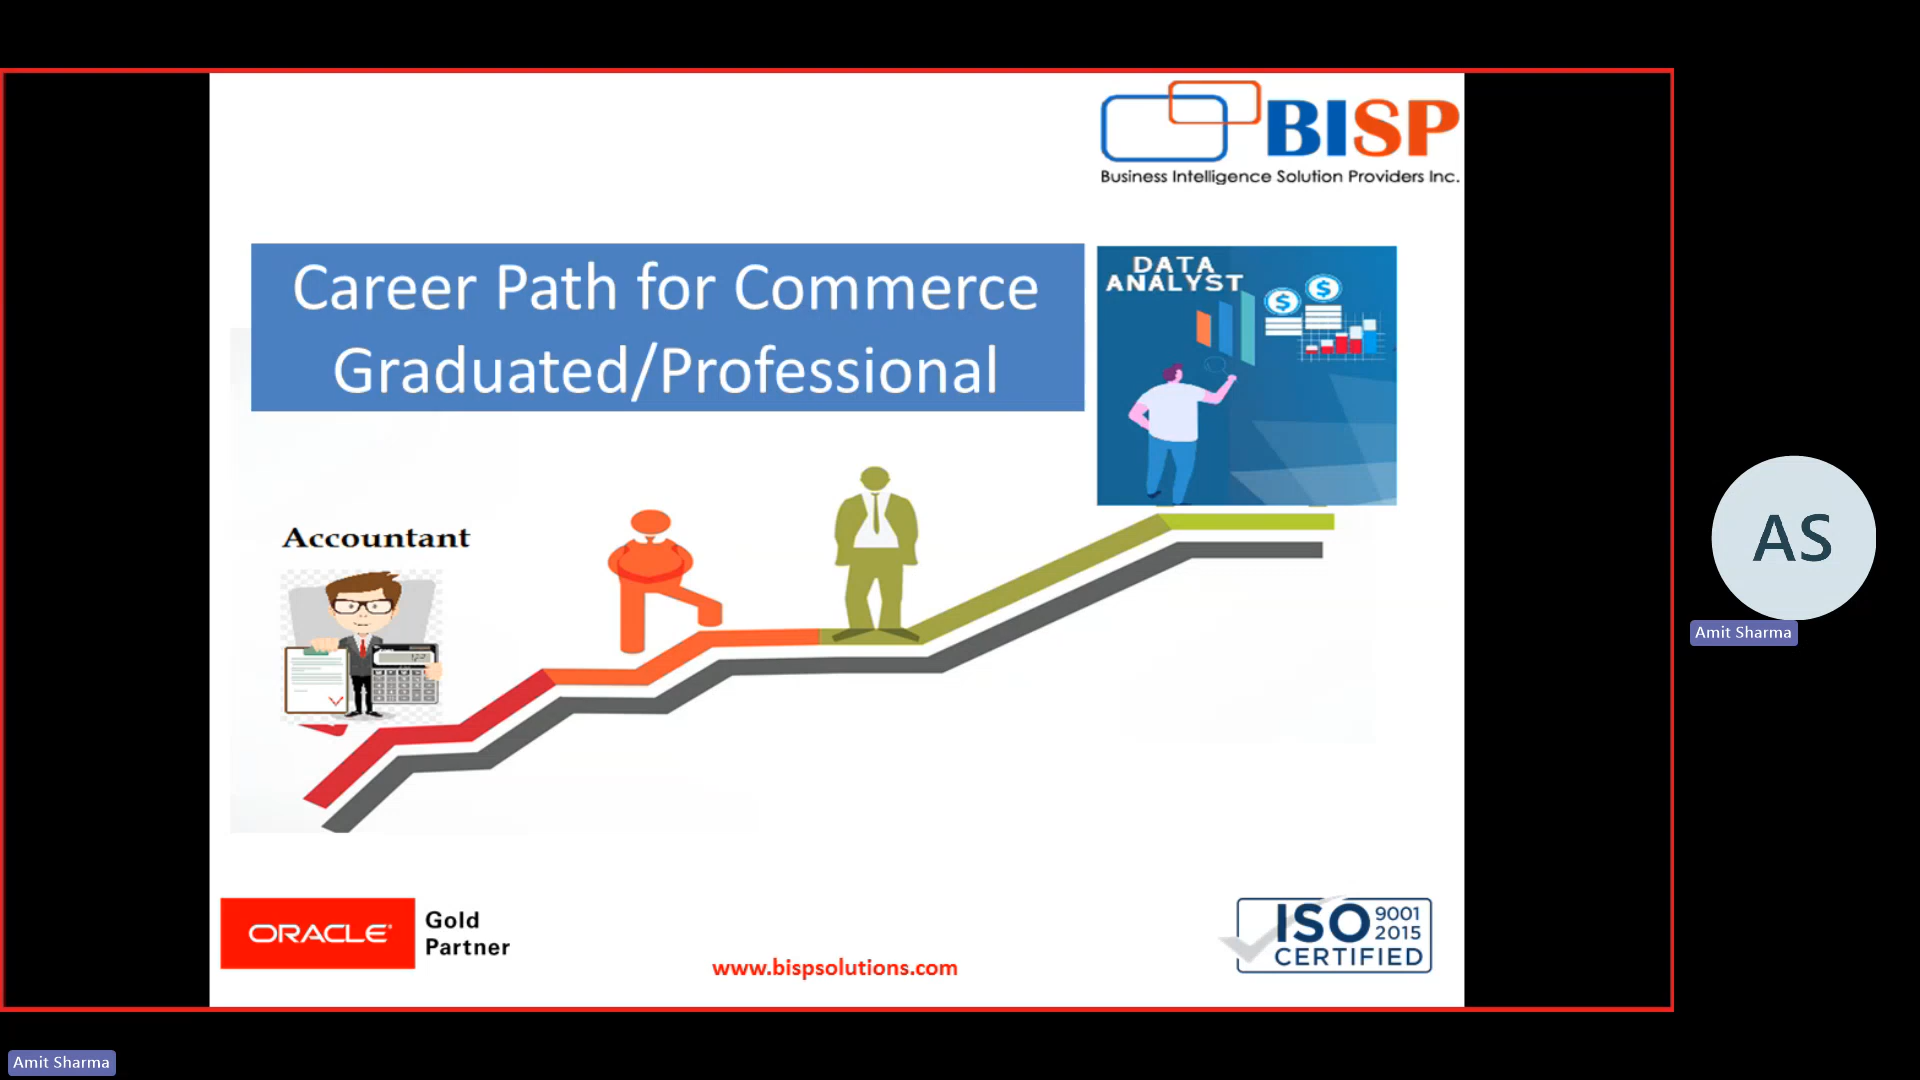 BISP
Business Intelligence Solution Providers Inc.
Career Path for Commerce
Graduated/Professional
DATA
ANALYST
$ $
Accountant
AS
Amit Sharma
ORACLE
Gold
Partner
www.bispsolutions.com
ISO 9001
2015
CERTIFIED
Amit Sharma